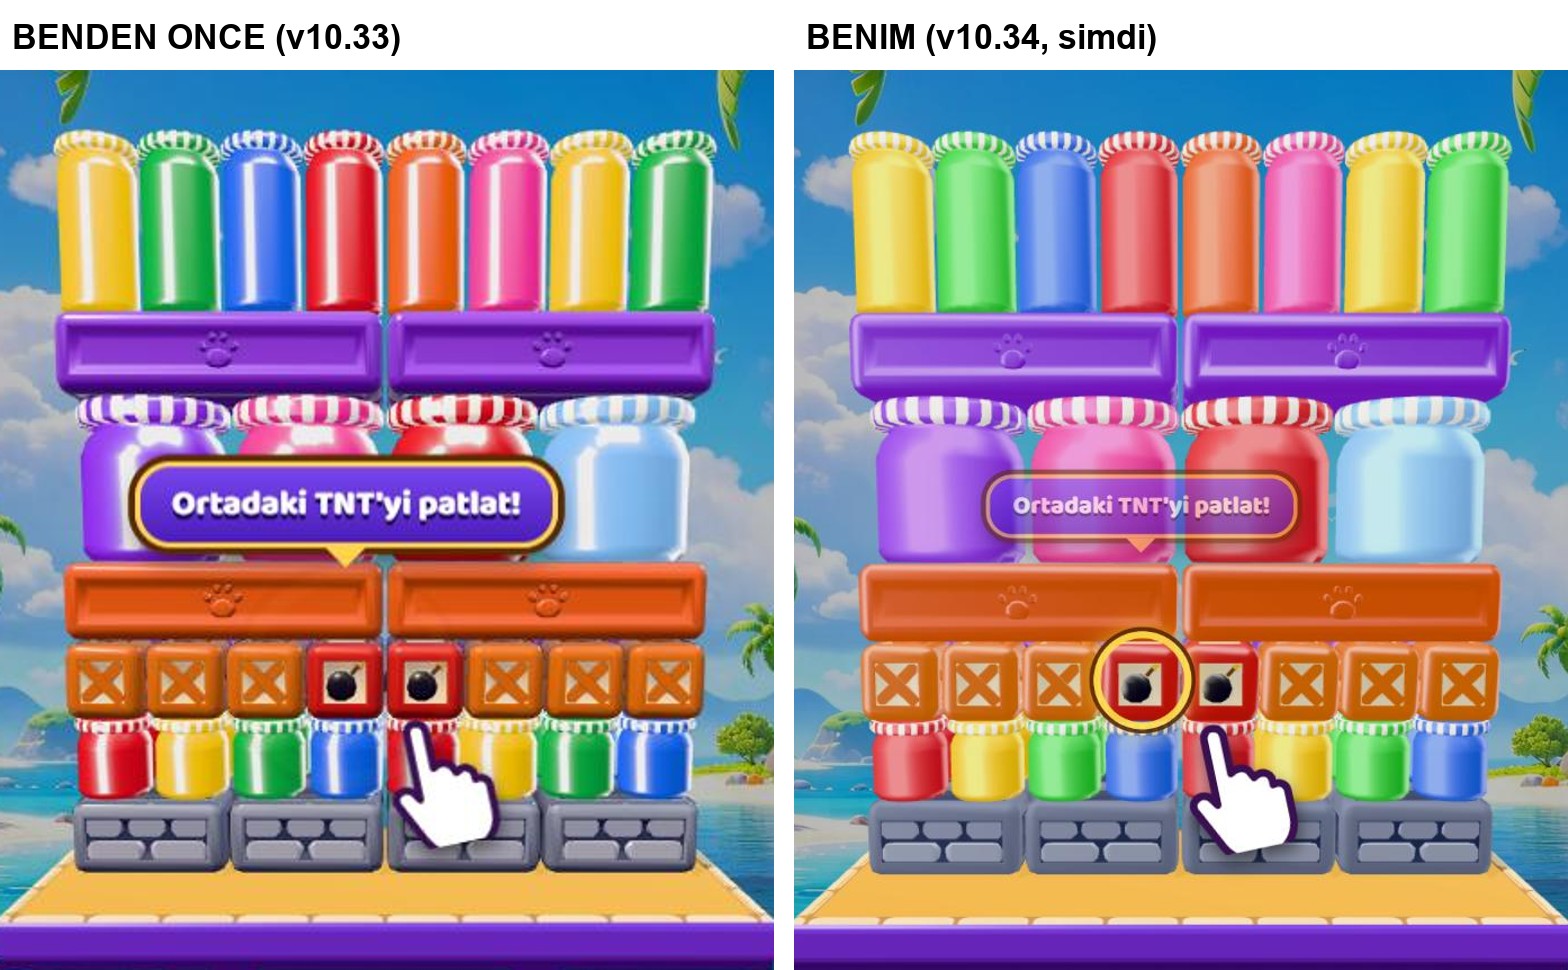 BENDEN ONCE (v10.33)
BENIM (v10.34, simdi)
Ortadaki TNT'yi patlat!
Ortadaki TNT'yi patlat!